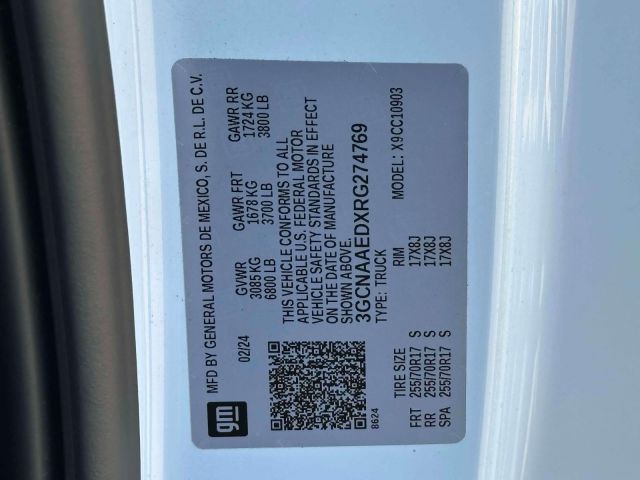 MFD BY GENERAL MOTORS DE MEXICO, S. DE R.L. DE C.V.
02/24
GVWR GAWR FRT GAWR RR
3085 KG 1678 KG 1724 KG
6800 LB 3700 LB 3800 LB
THIS VEHICLE CONFORMS TO ALL
APPLICABLE U.S. FEDERAL MOTOR
VEHICLE SAFETY STANDARDS IN EFFECT
ON THE DATE OF MANUFACTURE
SHOWN ABOVE.
3GCNAAEDXRG274769
TYPE: TRUCK MODEL: X9CC10903
gm
8624
TIRE SIZE RIM
FRT 255/70R17 S 17X8J
RR 255/70R17 S 17X8J
SPA 255/70R17 S 17X8J